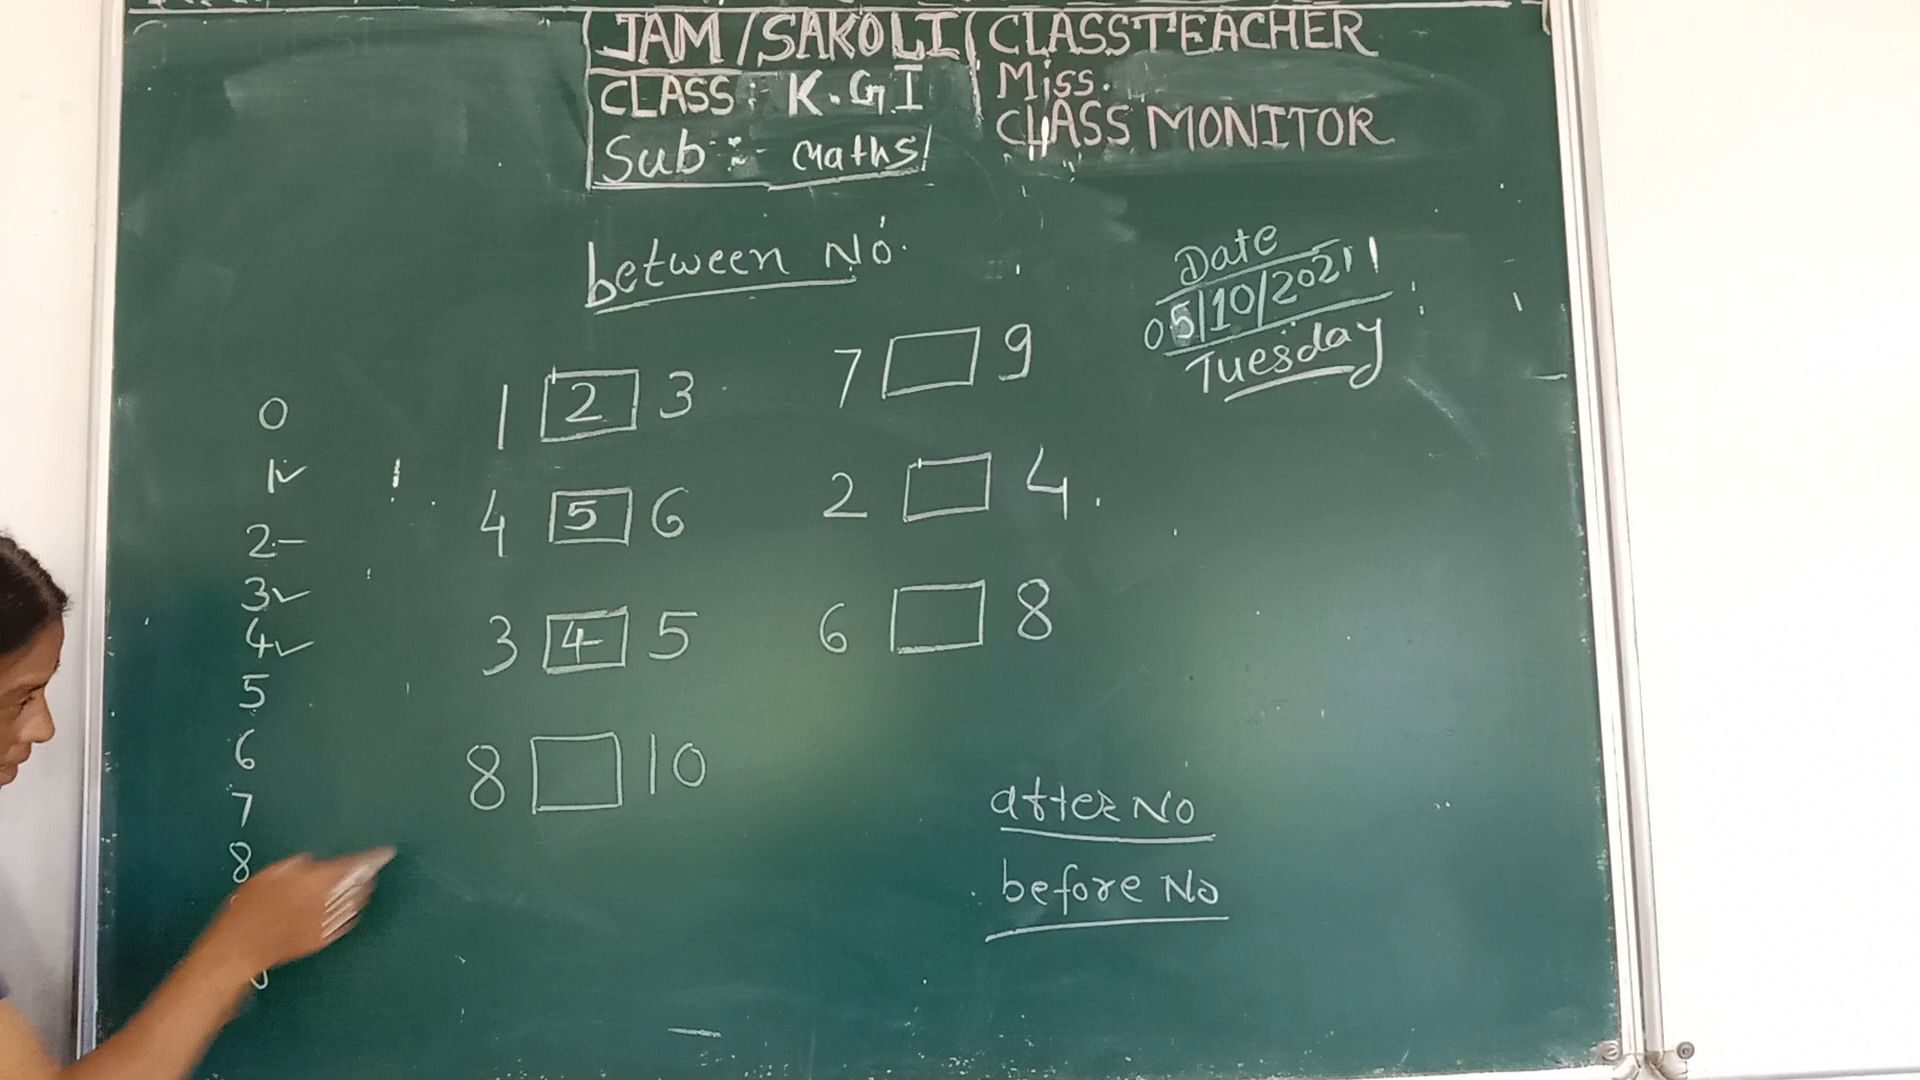 JAM/SAKOLI
CLASS: K.G I
Sub :- Maths
CLASSTEACHER
Miss.
CLASS MONITOR
between No.
Date
05/10/2021
Tuesday
0
1✓
2-
3✓
4✓
5
6
7
8
1 2 3
4 5 6
3 4 5
8 □ 10
7 □ 9
2 □ 4
6 □ 8
after No
before No